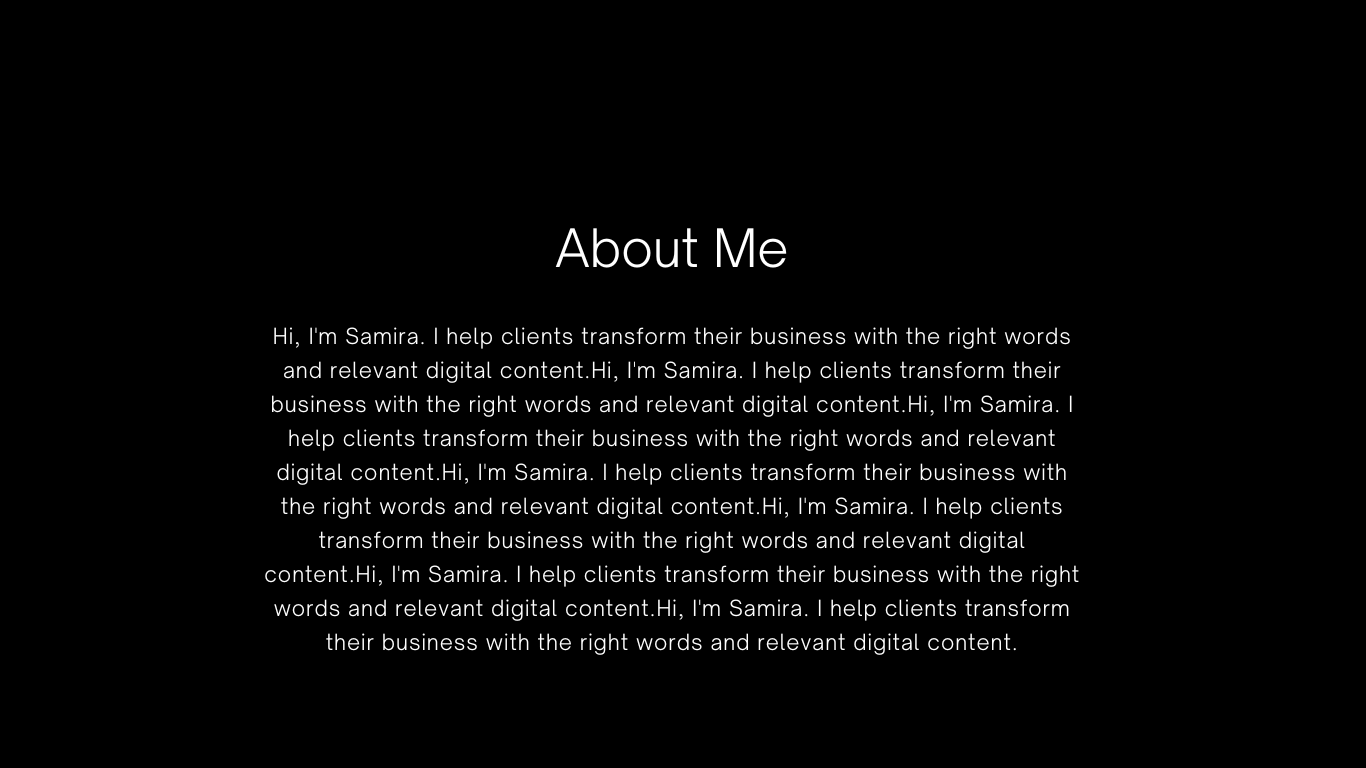 About Me
Hi, I'm Samira. I help clients transform their business with the right words
and relevant digital content.Hi, I'm Samira. I help clients transform their
business with the right words and relevant digital content.Hi, I'm Samira. I
help clients transform their business with the right words and relevant
digital content.Hi, I'm Samira. I help clients transform their business with
the right words and relevant digital content.Hi, I'm Samira. I help clients
transform their business with the right words and relevant digital
content.Hi, I'm Samira. I help clients transform their business with the right
words and relevant digital content.Hi, I'm Samira. I help clients transform
their business with the right words and relevant digital content.